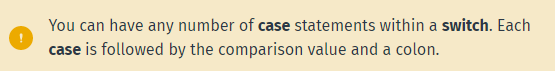 You can have any number of case statements within a switch. Each
case is followed by the comparison value and a colon.